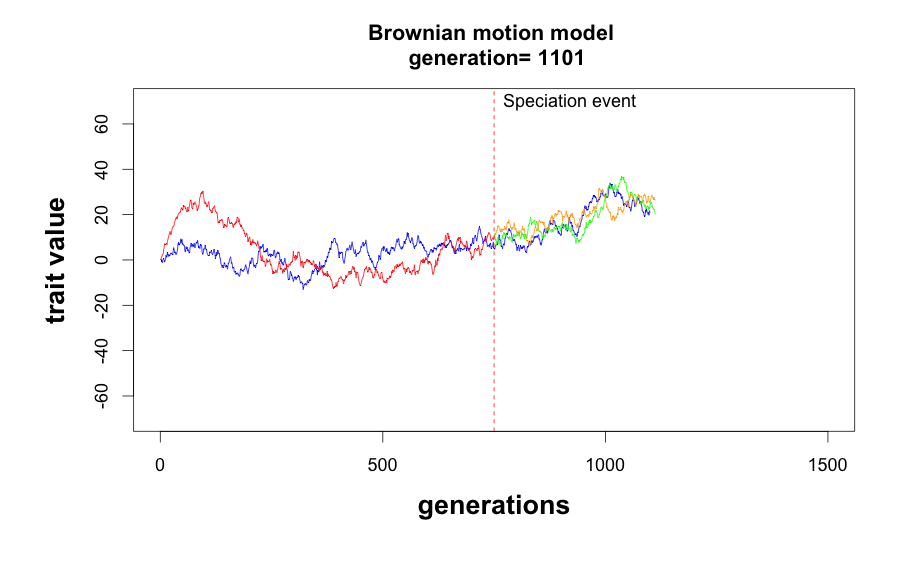 Brownian motion model
generation= 1101
Speciation event
trait value
60
40
20
0
-20
-40
-60
0 500 1000 1500
generations